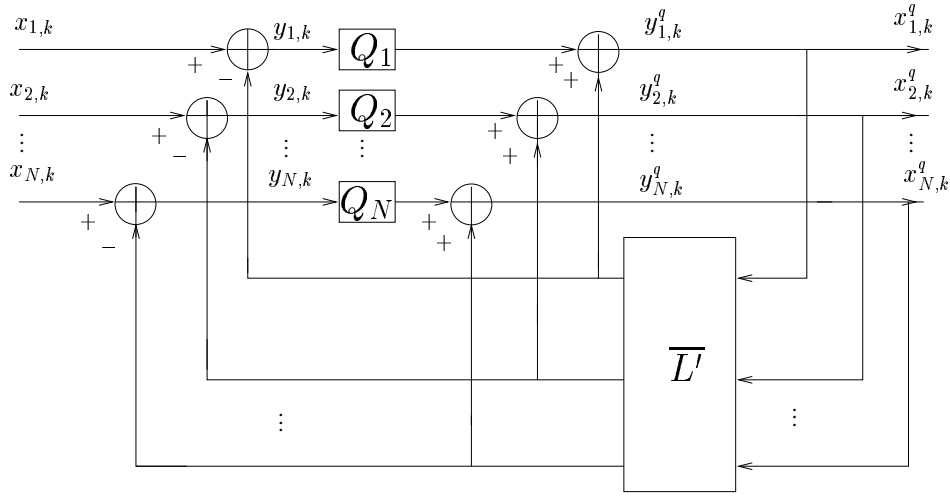 x_{1,k} y_{1,k} Q_1 y^q_{1,k} x^q_{1,k}
+ − + +
x_{2,k} y_{2,k} Q_2 y^q_{2,k} x^q_{2,k}
+ − + +
⋮ ⋮ ⋮ ⋮ ⋮
x_{N,k} y_{N,k} Q_N y^q_{N,k} x^q_{N,k}
+ − + +
\overline{L'}
⋮ ⋮